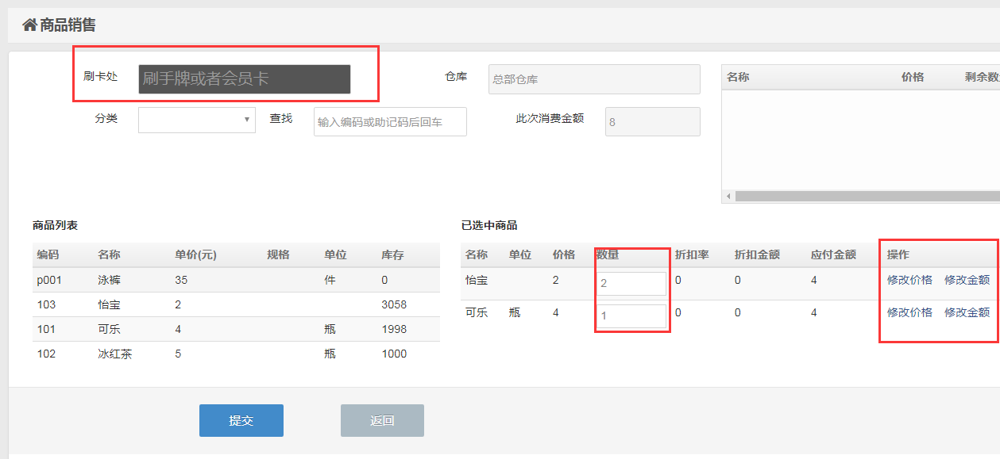 商品销售
刷卡处 刷手牌或者会员卡 仓库 总部仓库 名称 价格 剩余数
分类 查找 输入编码或助记码后回车 此次消费金额 8
商品列表 已选中商品
编码 名称 单价(元) 规格 单位 库存 名称 单位 价格 数量 折扣率 折扣金额 应付金额 操作
p001 泳裤 35 件 0 怡宝 2 2 0 0 4 修改价格 修改金额
103 怡宝 2 3058 可乐 瓶 4 1 0 0 4 修改价格 修改金额
101 可乐 4 瓶 1998
102 冰红茶 5 瓶 1000
提交 返回